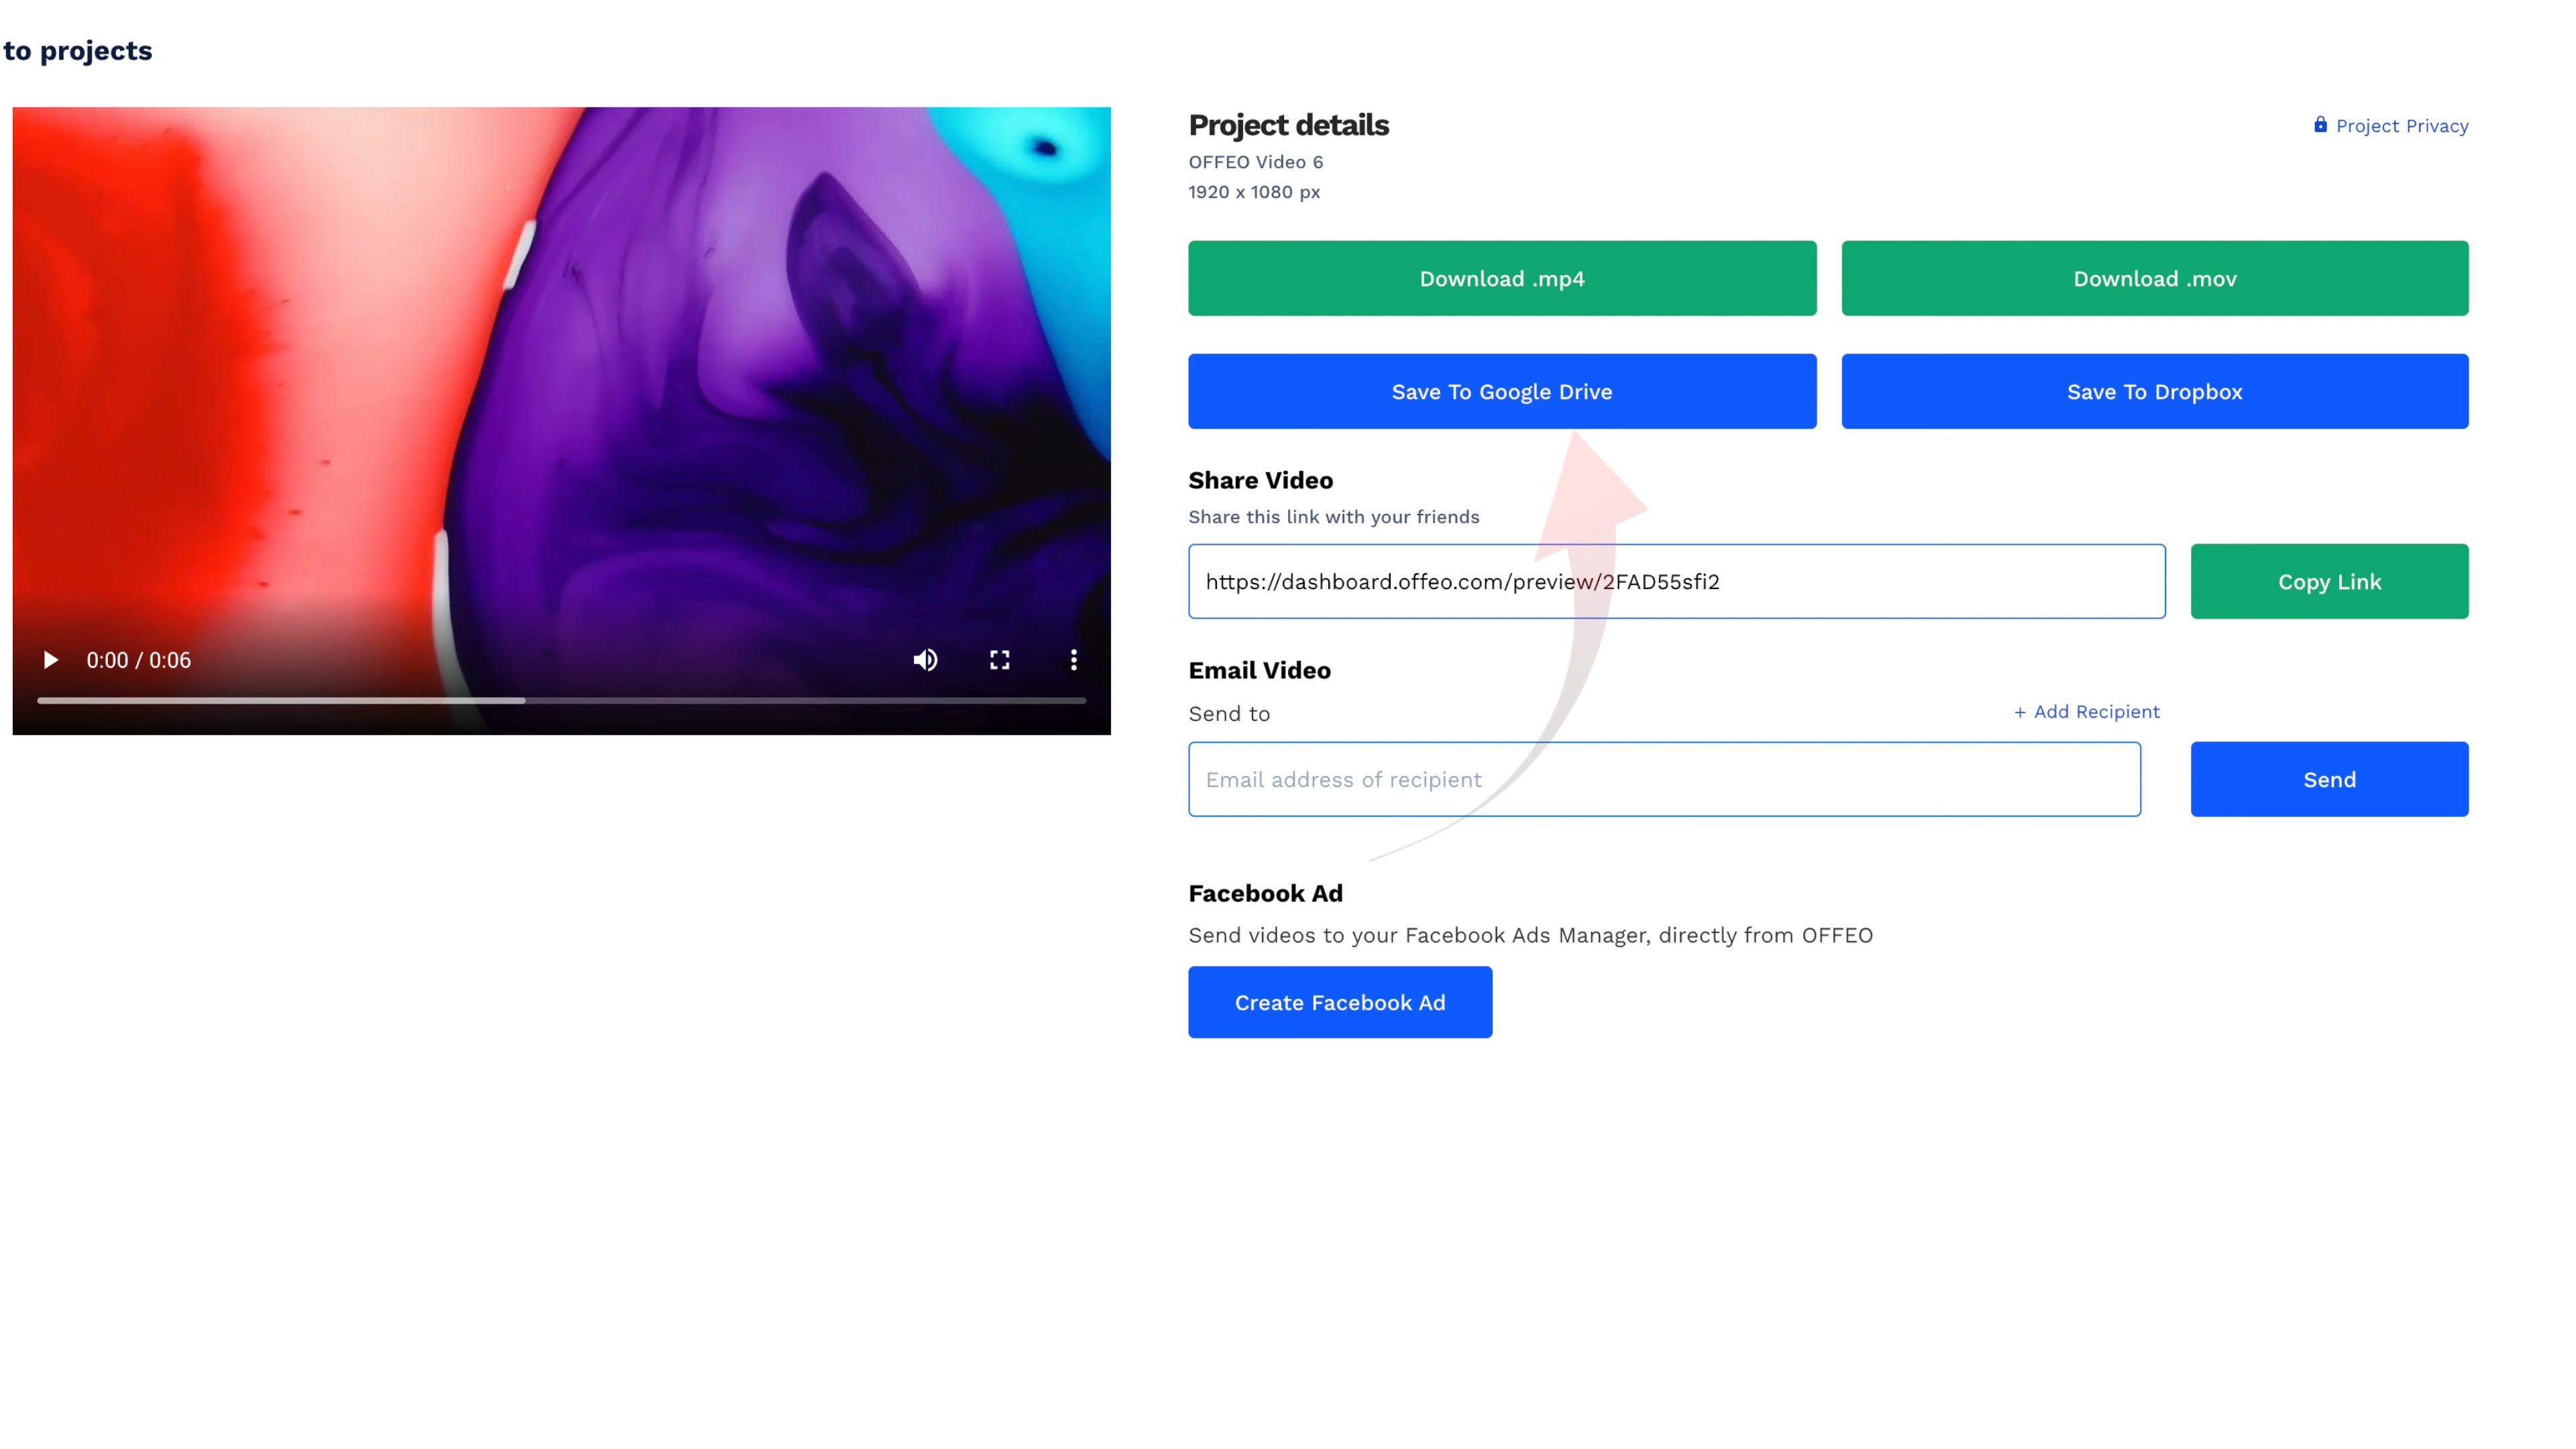 to projects
Project details
Project Privacy
OFFEO Video 6
1920 x 1080 px
Download .mp4
Download .mov
Save To Google Drive
Save To Dropbox
Share Video
Share this link with your friends
https://dashboard.offeo.com/preview/2FAD55sfi2
Copy Link
0:00 / 0:06
Email Video
Send to
+ Add Recipient
Email address of recipient
Send
Facebook Ad
Send videos to your Facebook Ads Manager, directly from OFFEO
Create Facebook Ad